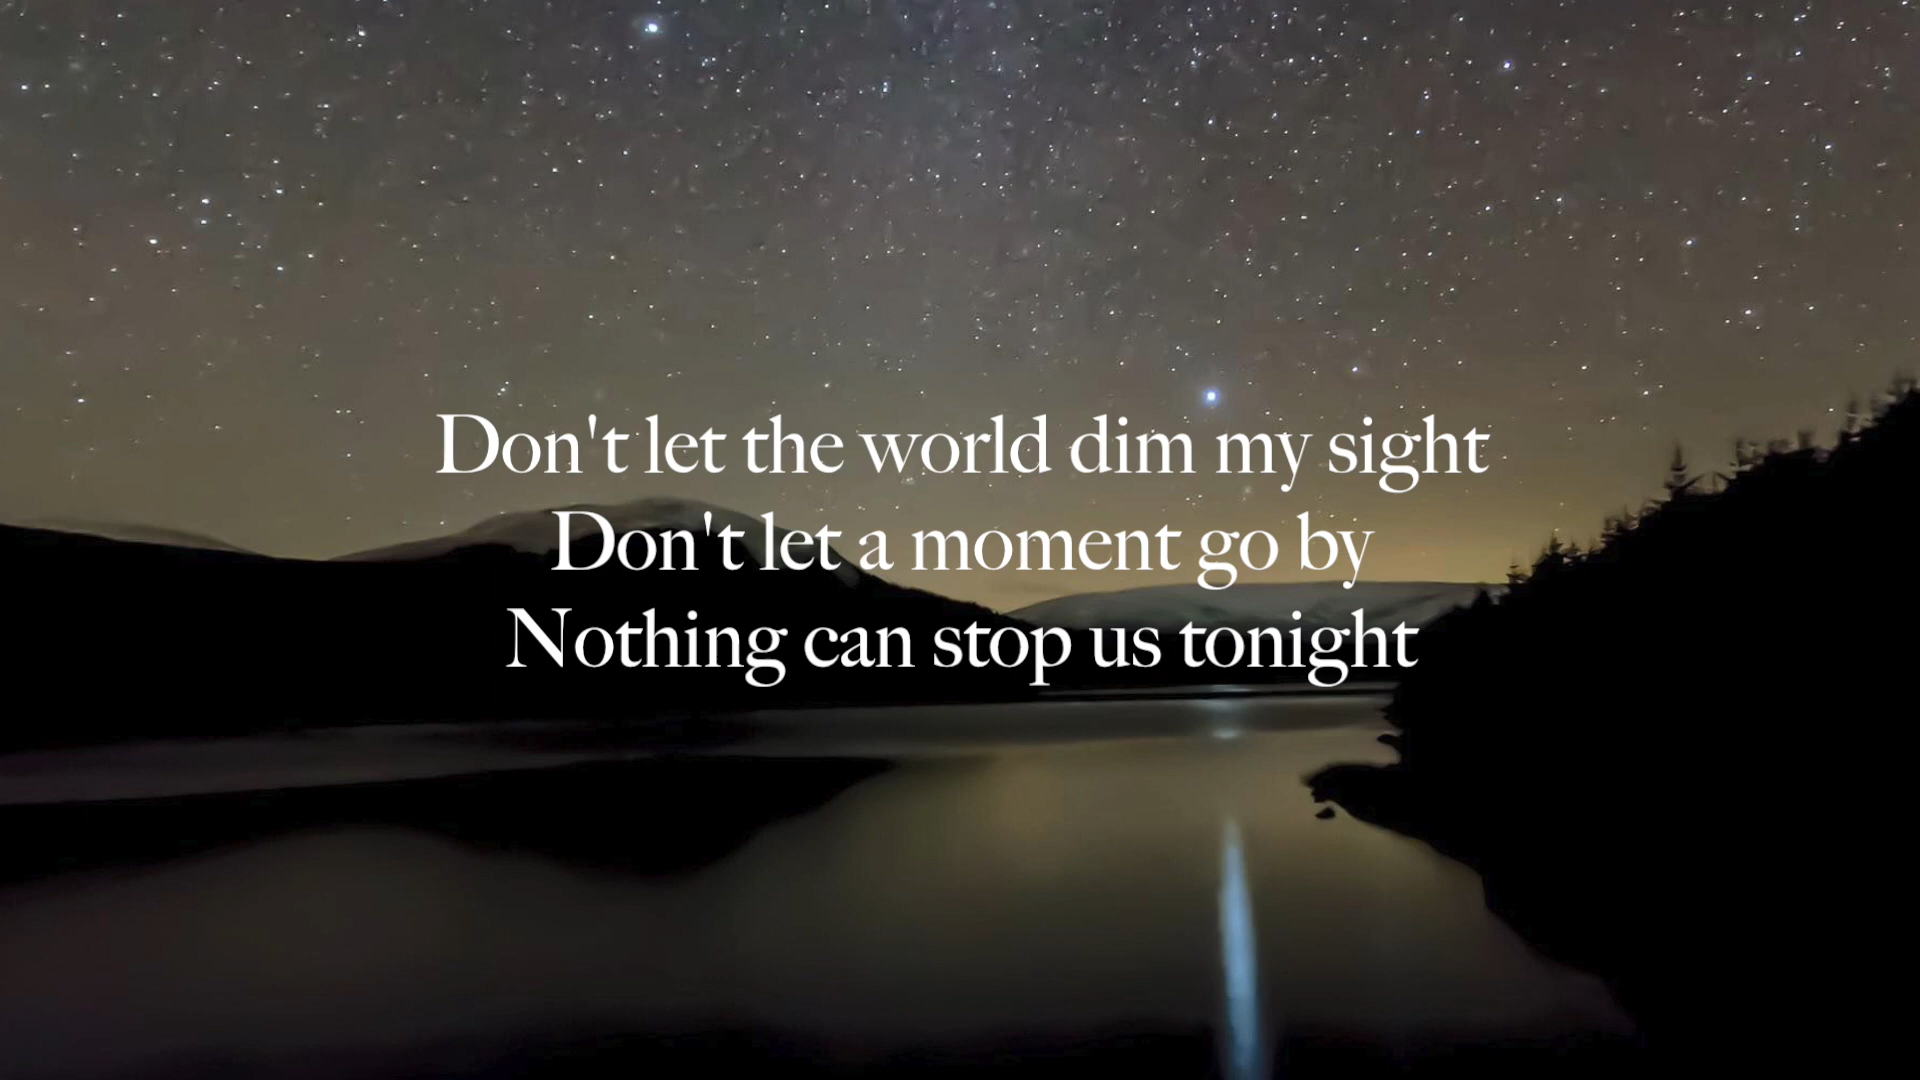 Don't let the world dim my sight
Don't let a moment go by
Nothing can stop us tonight